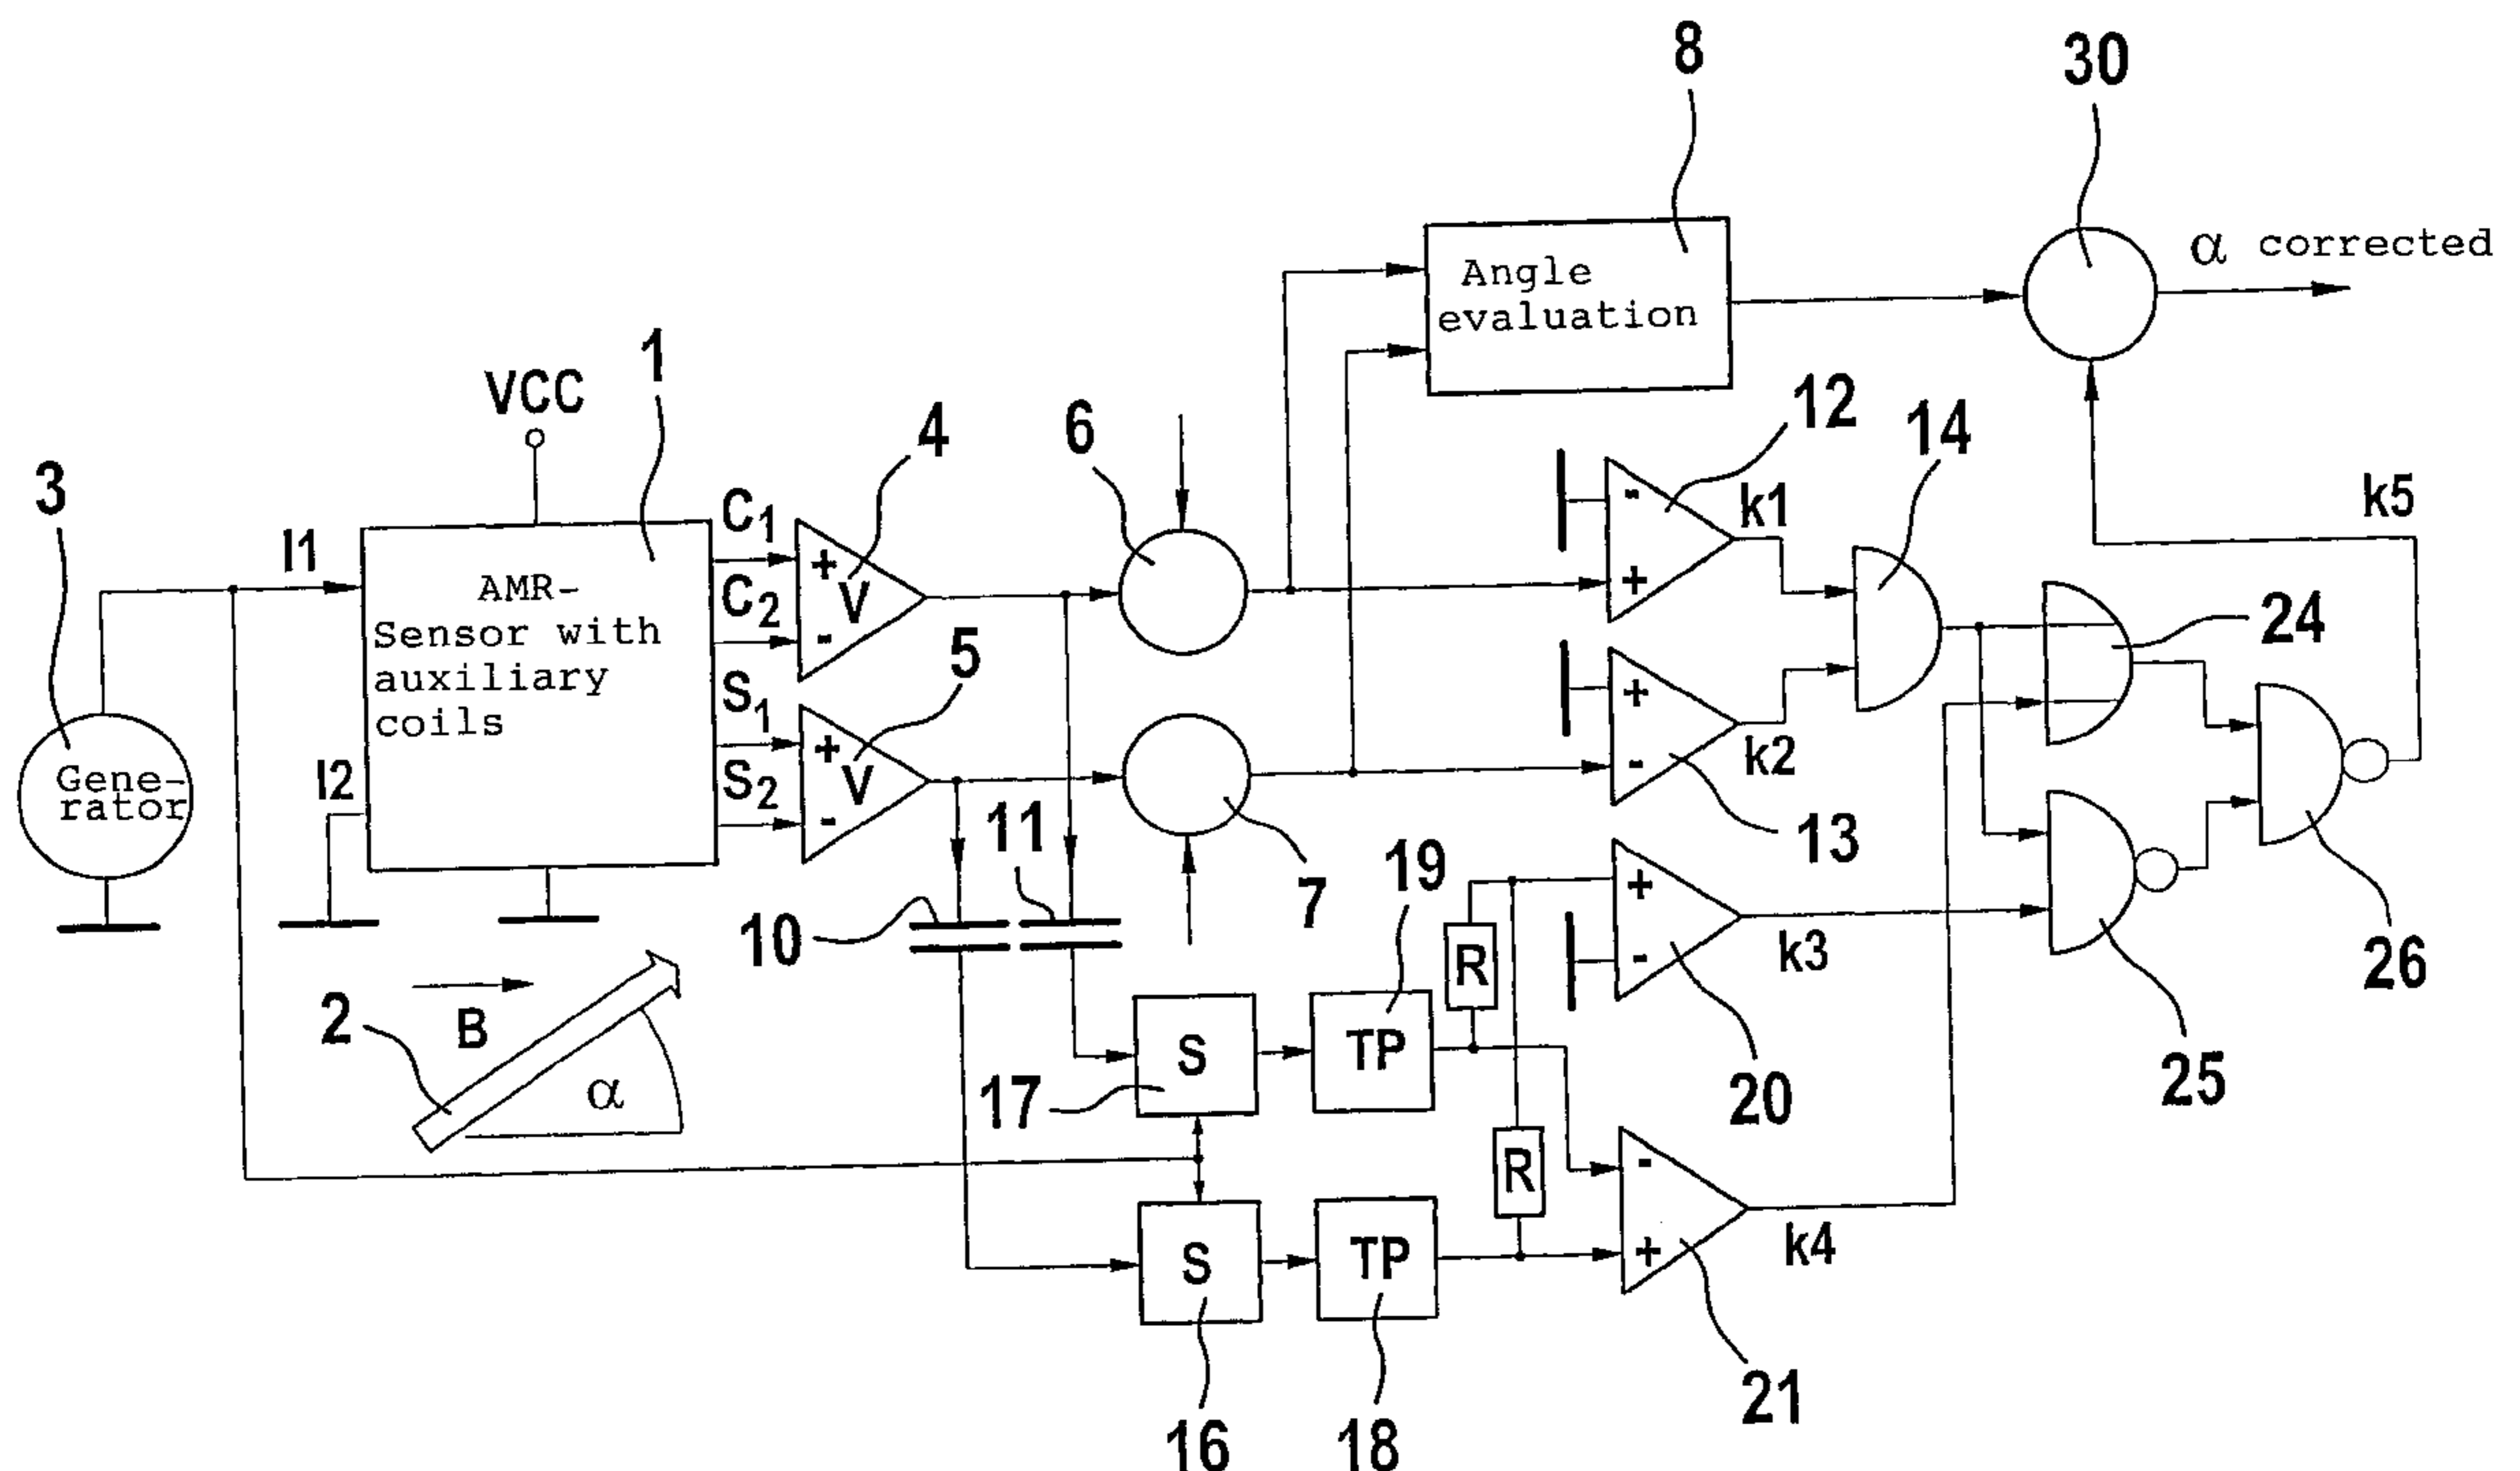 8
30
α corrected
Angle
evaluation
VCC
1
4
6
12
14
3
I1
C1
+
V
-
C2
AMR-
Sensor with
auxiliary
coils
S1
5
+
V
-
S2
I2
Gene-
rator
-
+
k1
k5
24
+
-
k2
13
11
10
7
19
+
-
k3
20
R
25
26
2
B
α
17
S
TP
R
-
+
k4
21
S
TP
16
18